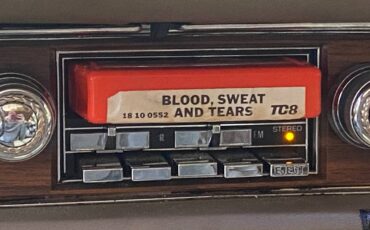 BLOOD, SWEAT
18 10 0552 AND TEARS TC8
FM STEREO
EJECT